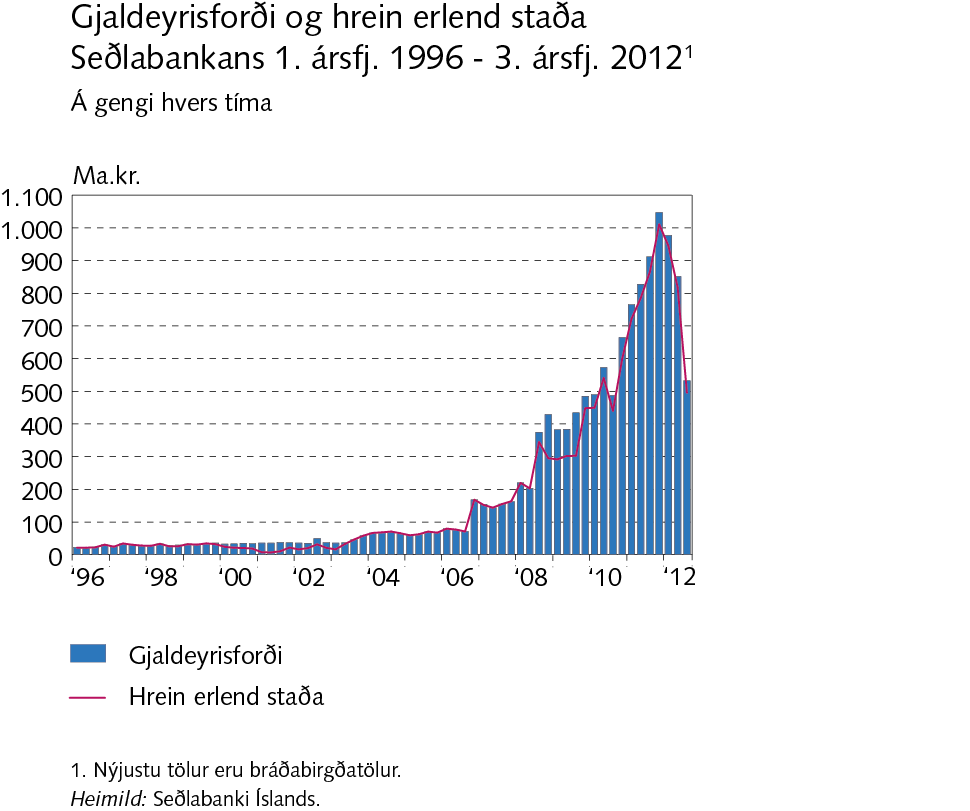 Gjaldeyrisforði og hrein erlend staða
Seðlabankans 1. ársfj. 1996 - 3. ársfj. 2012¹
Á gengi hvers tíma
Ma.kr.
1.100
1.000
900
800
700
600
500
400
300
200
100
0
‘96 ‘98 ‘00 ‘02 ‘04 ‘06 ‘08 ‘10 ‘12
Gjaldeyrisforði
Hrein erlend staða
1. Nýjustu tölur eru bráðabirgðatölur.
Heimild: Seðlabanki Íslands.